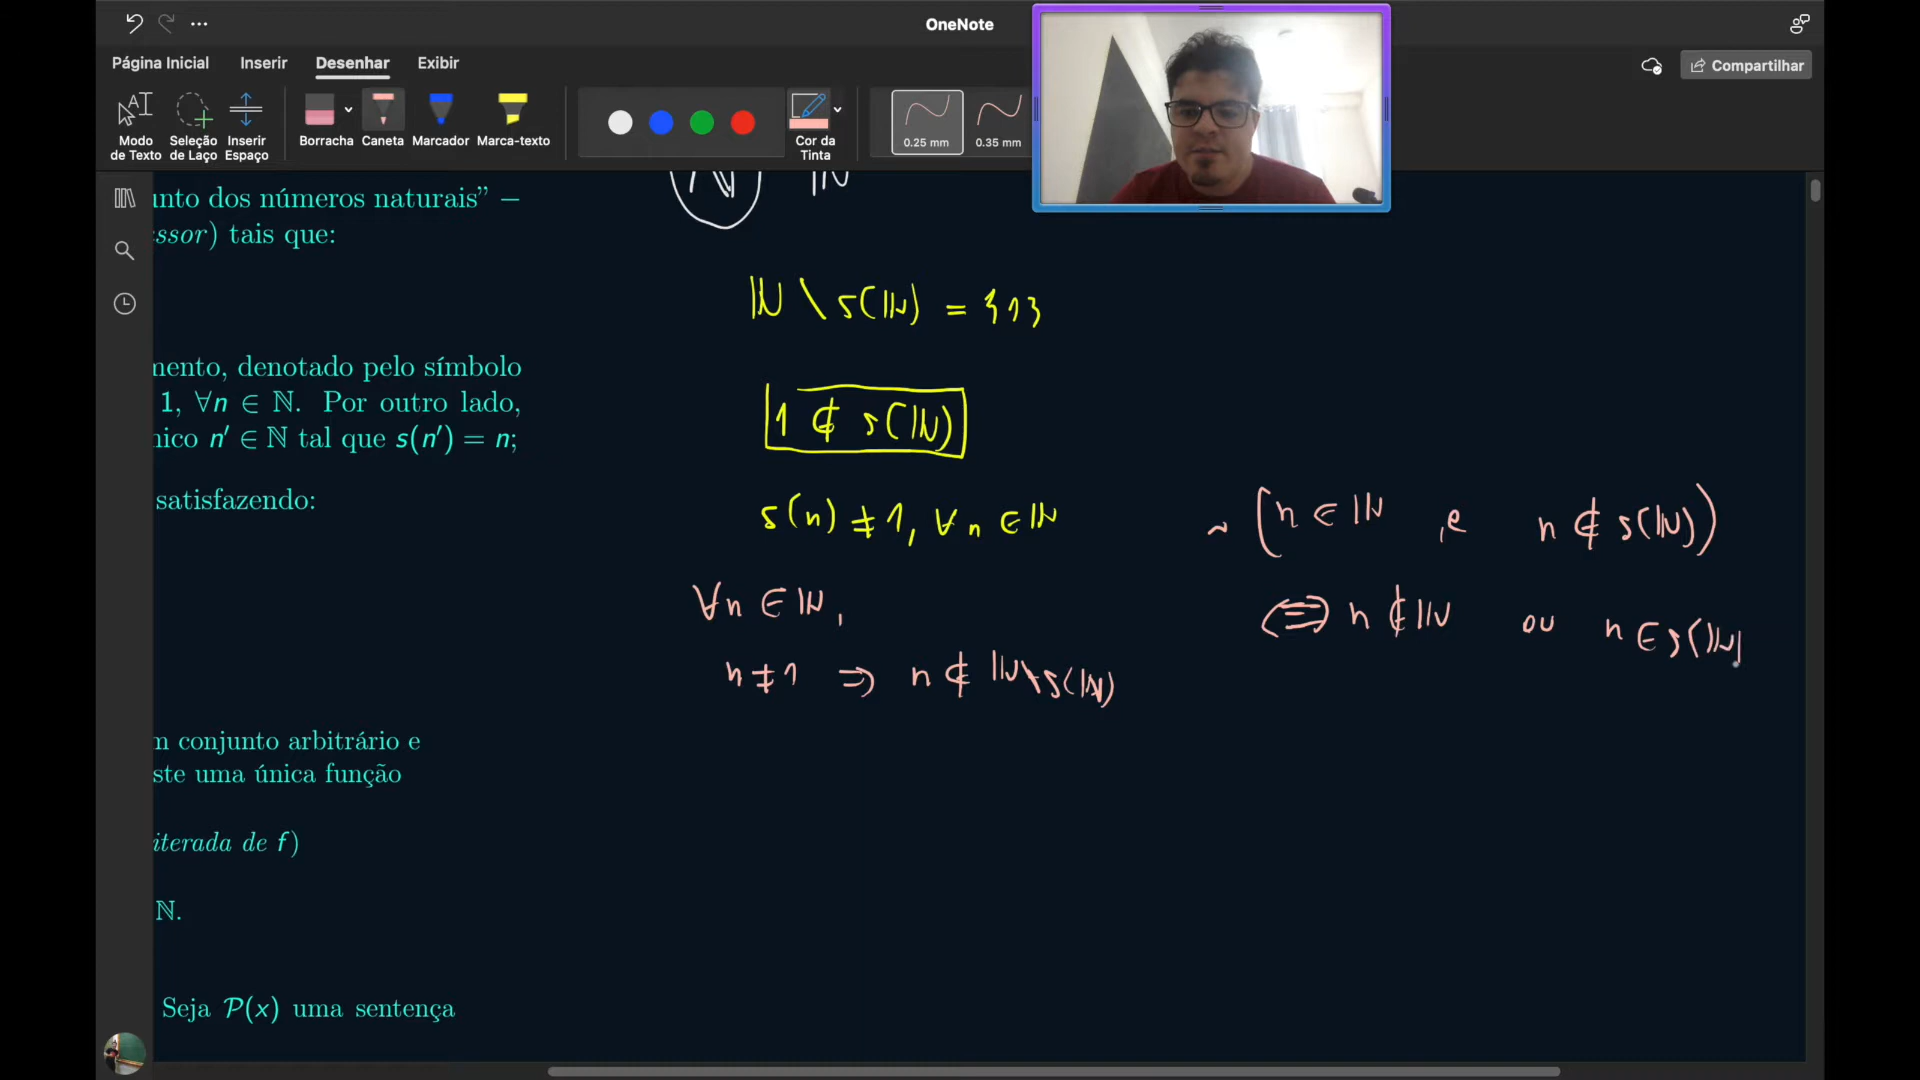 OneNote
Página Inicial Inserir Desenhar Exibir
Compartilhar
Modo de Texto
Seleção de Laço
Inserir Espaço
Borracha
Caneta
Marcador
Marca-texto
Cor da Tinta
0.25 mm
0.35 mm
unto dos números naturais” –
essor) tais que:
mento, denotado pelo símbolo
1, ∀n ∈ ℕ. Por outro lado,
nico n′ ∈ ℕ tal que s(n′) = n;
satisfazendo:
m conjunto arbitrário e
ste uma única função
iterada de f)
ℕ.
Seja 𝒫(x) uma sentença
ℕ ℕ
ℕ \ s(ℕ) = {1}
1 ∉ s(ℕ)
s(n) ≠ 1, ∀ n ∈ ℕ
∀n ∈ ℕ,
n ≠ 1 ⇒ n ∉ ℕ\s(ℕ)
~ (n ∈ ℕ , e n ∉ s(ℕ))
⇔ n ∉ ℕ ou n ∈ s(ℕ